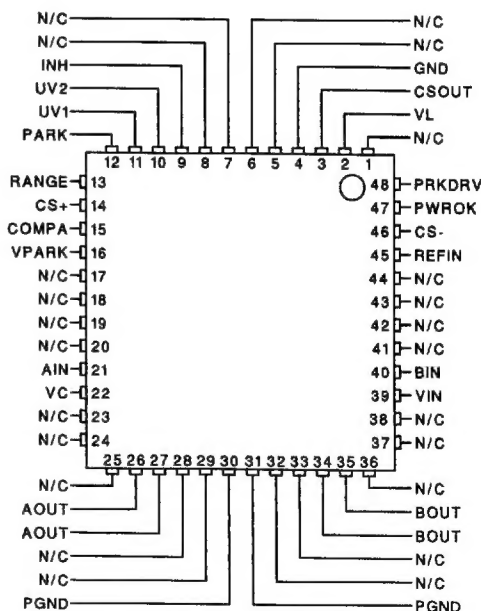 N/C N/C
N/C N/C
INH GND
UV2 CSOUT
UV1 VL
PARK N/C
12 11 10 9 8 7 6 5 4 3 2 1
RANGE 13 48 PRKDRV
CS+ 14 47 PWROK
COMPA 15 46 CS-
VPARK 16 45 REFIN
N/C 17 44 N/C
N/C 18 43 N/C
N/C 19 42 N/C
N/C 20 41 N/C
AIN 21 40 BIN
VC 22 39 VIN
N/C 23 38 N/C
N/C 24 37 N/C
25 26 27 28 29 30 31 32 33 34 35 36
N/C N/C
AOUT BOUT
AOUT BOUT
N/C N/C
N/C N/C
PGND PGND